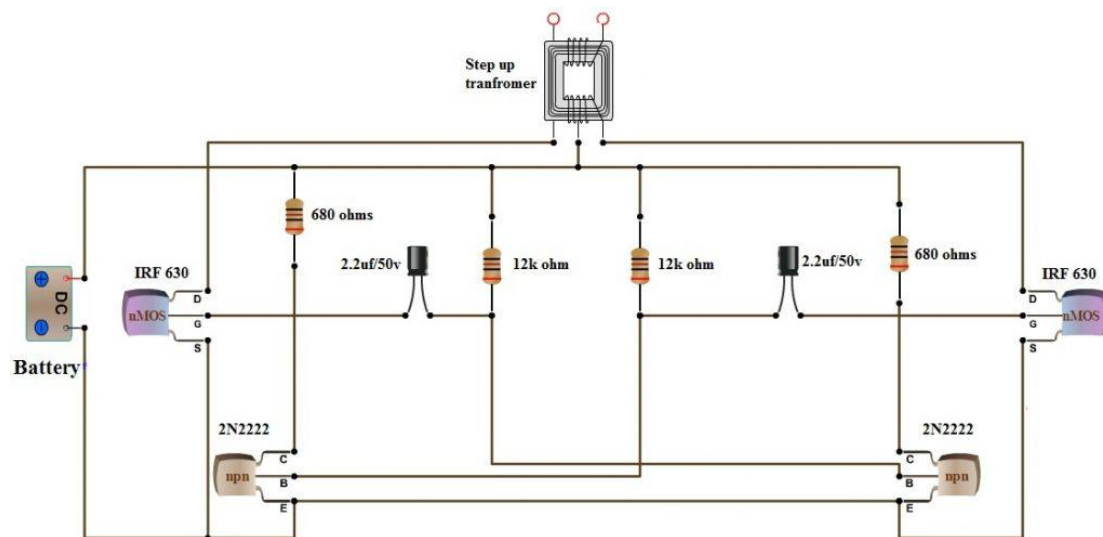 Step up
tranfromer
680 ohms
2.2uf/50v
12k ohm
12k ohm
2.2uf/50v
680 ohms
IRF 630
IRF 630
DC
nMOS
D
G
S
D
G
S
nMOS
Battery
2N2222
2N2222
npn
C
B
E
C
B
E
npn